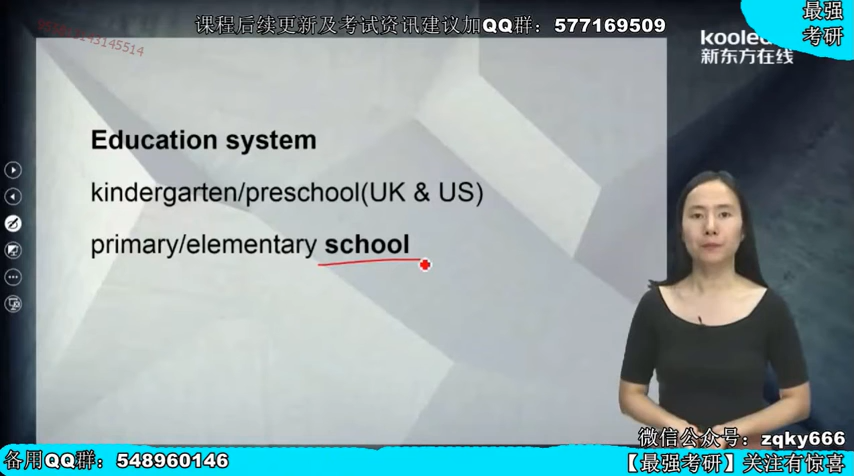 课程后续更新及考试资讯建议加QQ群：577169509
最强
考研
新东方在线
Education system
kindergarten/preschool(UK & US)
primary/elementary school
微信公众号：zqky666
备用QQ群：548960146
【最强考研】关注有惊喜